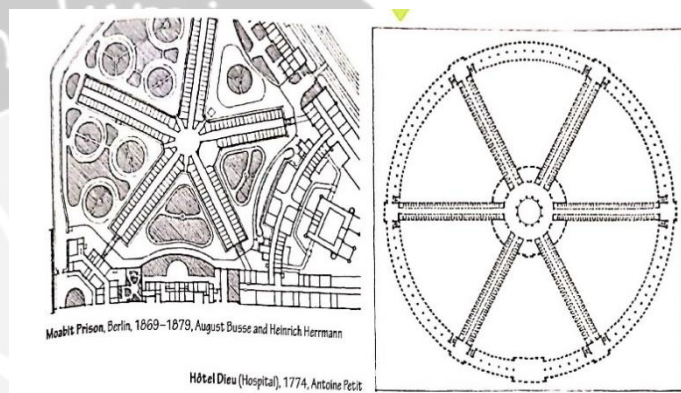 Moabit Prison, Berlin, 1869–1879, August Busse and Heinrich Herrmann
Hôtel Dieu (Hospital), 1774, Antoine Petit